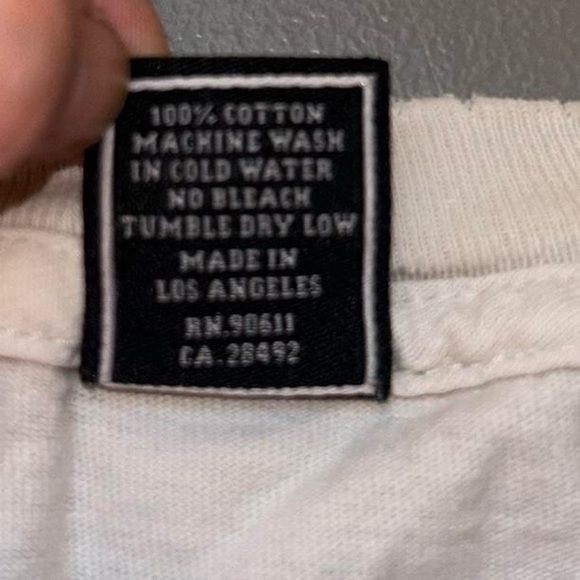 100% COTTON
MACHINE WASH
IN COLD WATER
NO BLEACH
TUMBLE DRY LOW
MADE IN
LOS ANGELES
RN.90611
CA.28492